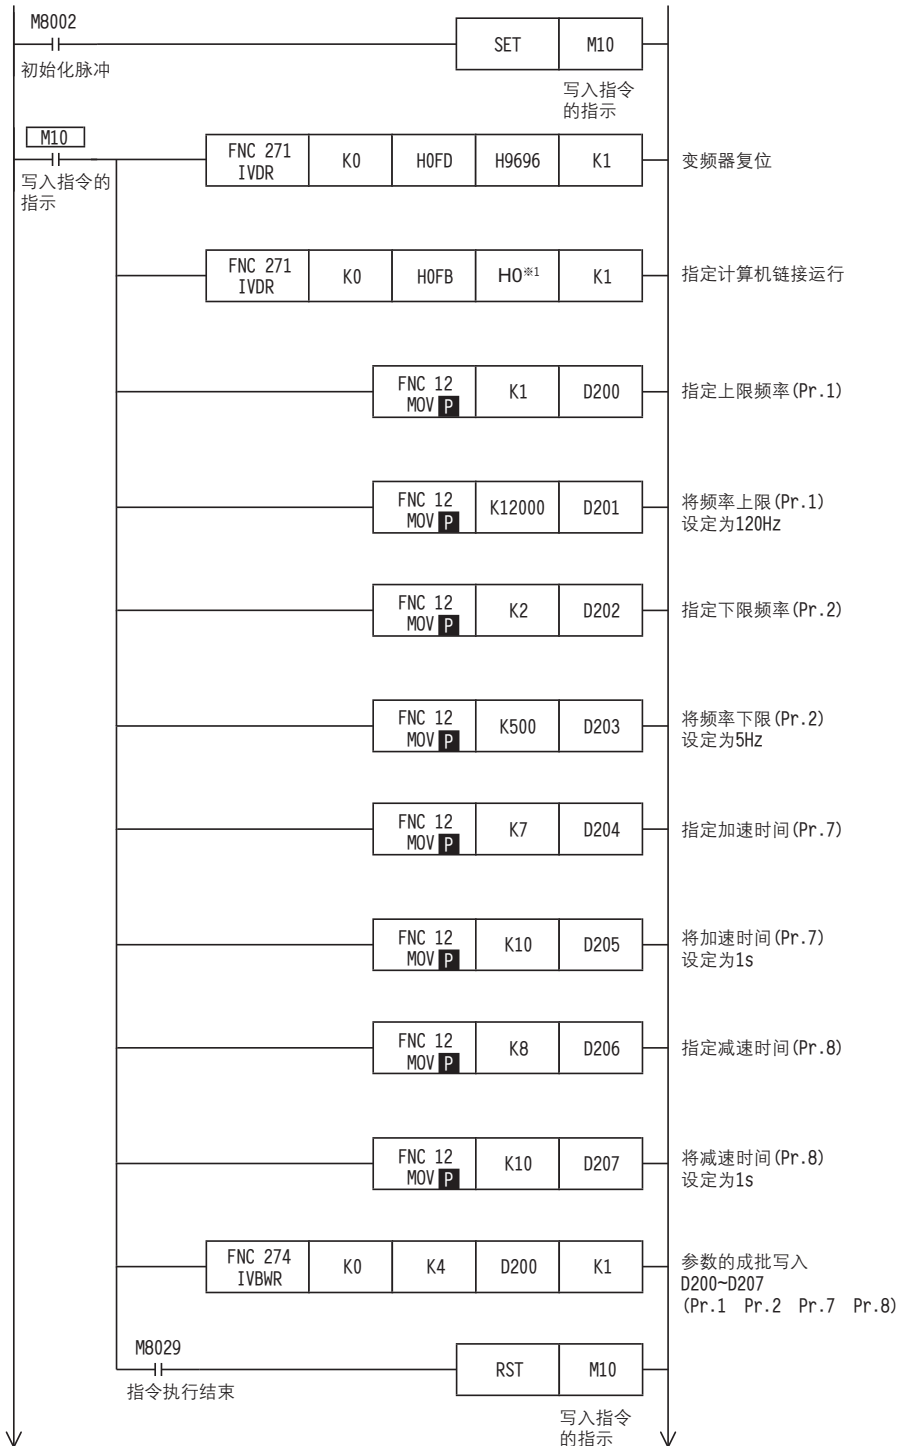 M8002
SET M10
初始化脉冲
写入指令
的指示
M10
FNC 271
IVDR K0 H0FD H9696 K1 变频器复位
写入指令的
指示
FNC 271
IVDR K0 H0FB H0※1 K1 指定计算机链接运行
FNC 12
MOV P K1 D200 指定上限频率(Pr.1)
FNC 12
MOV P K12000 D201 将频率上限(Pr.1)
设定为120Hz
FNC 12
MOV P K2 D202 指定下限频率(Pr.2)
FNC 12
MOV P K500 D203 将频率下限(Pr.2)
设定为5Hz
FNC 12
MOV P K7 D204 指定加速时间(Pr.7)
FNC 12
MOV P K10 D205 将加速时间(Pr.7)
设定为1s
FNC 12
MOV P K8 D206 指定减速时间(Pr.8)
FNC 12
MOV P K10 D207 将减速时间(Pr.8)
设定为1s
FNC 274
IVBWR K0 K4 D200 K1 参数的成批写入
D200~D207
(Pr.1 Pr.2 Pr.7 Pr.8)
M8029
RST M10
指令执行结束
写入指令
的指示